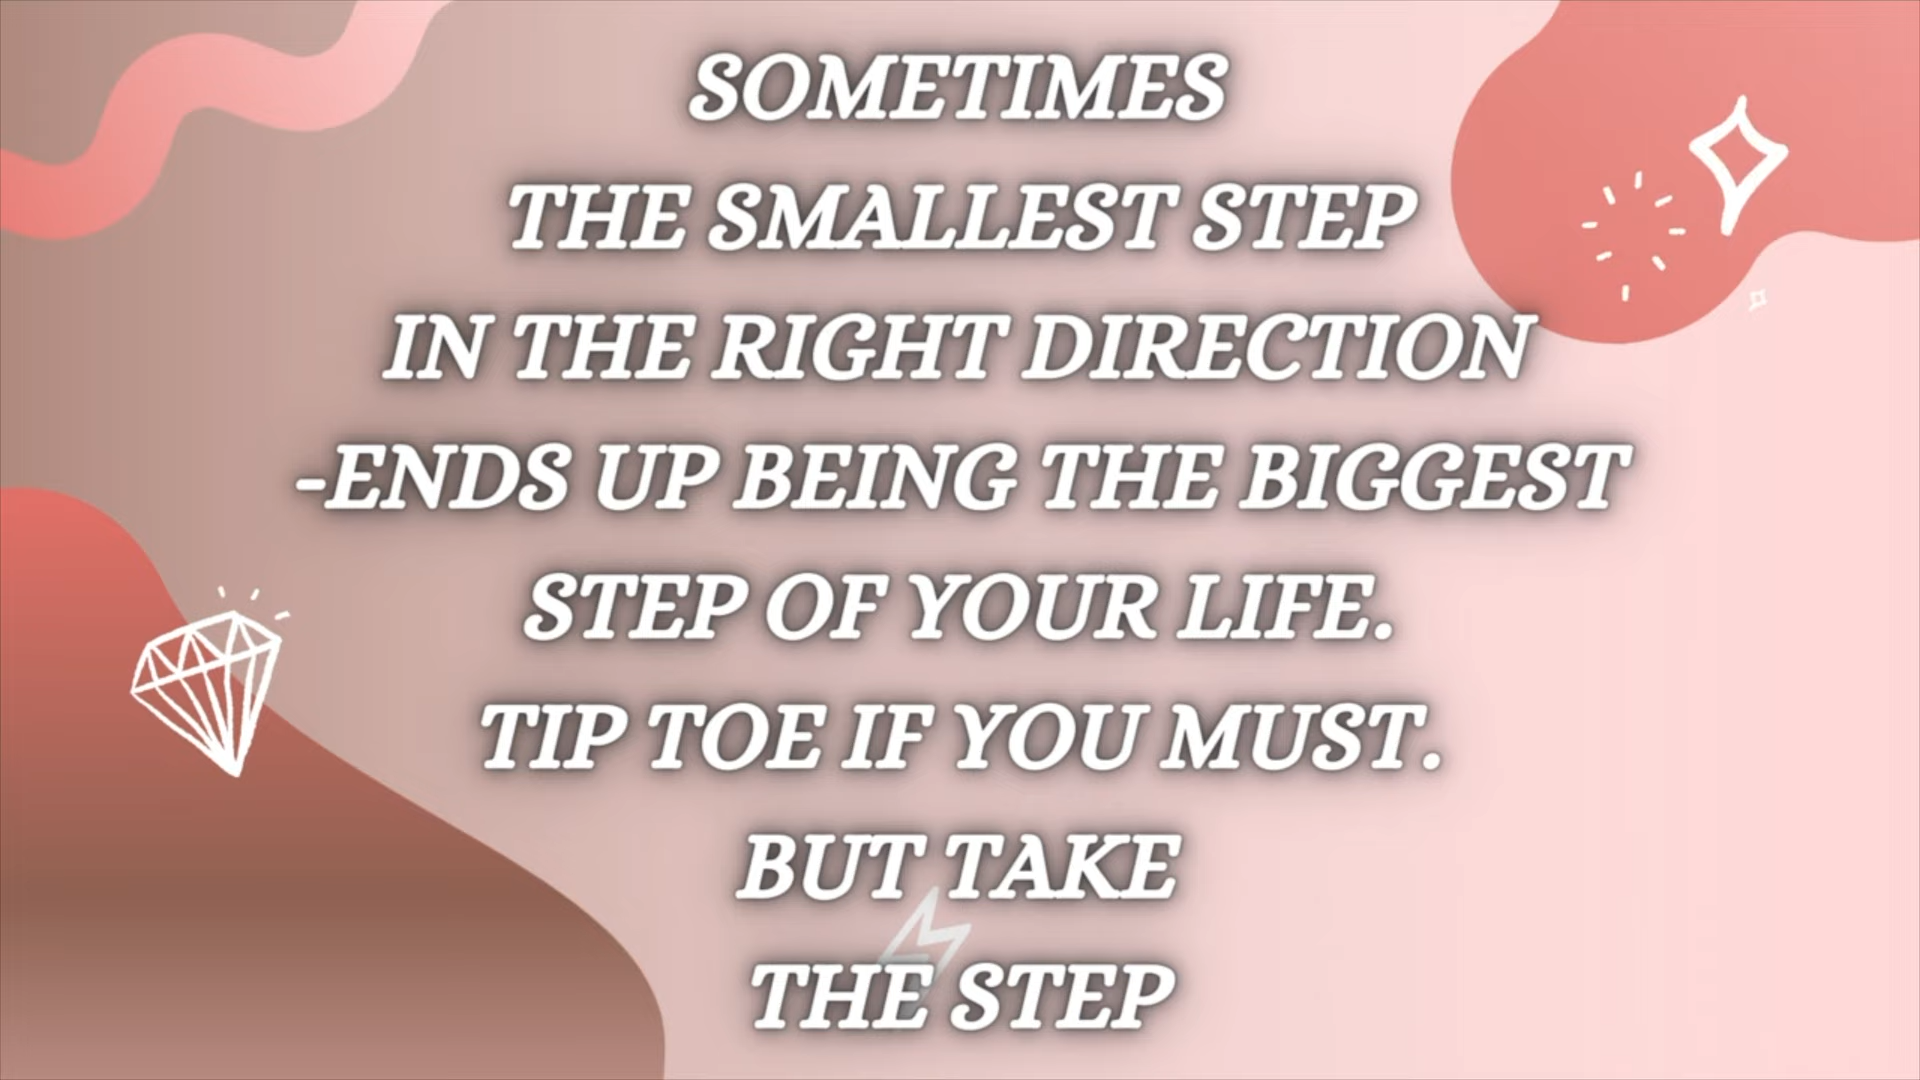 SOMETIMES
THE SMALLEST STEP
IN THE RIGHT DIRECTION
-ENDS UP BEING THE BIGGEST
STEP OF YOUR LIFE.
TIP TOE IF YOU MUST.
BUT TAKE
THE STEP